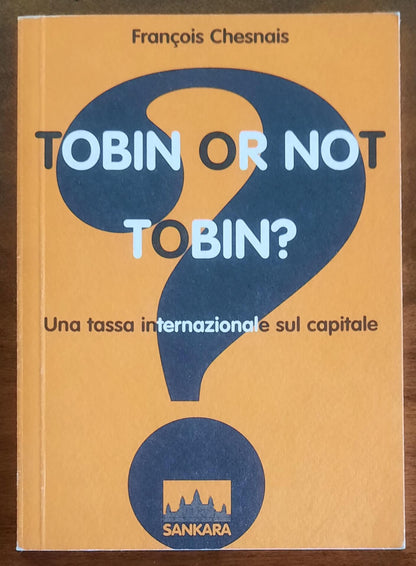 François Chesnais
TOBIN OR NOT
TOBIN?
Una tassa internazionale sul capitale
SANKARA